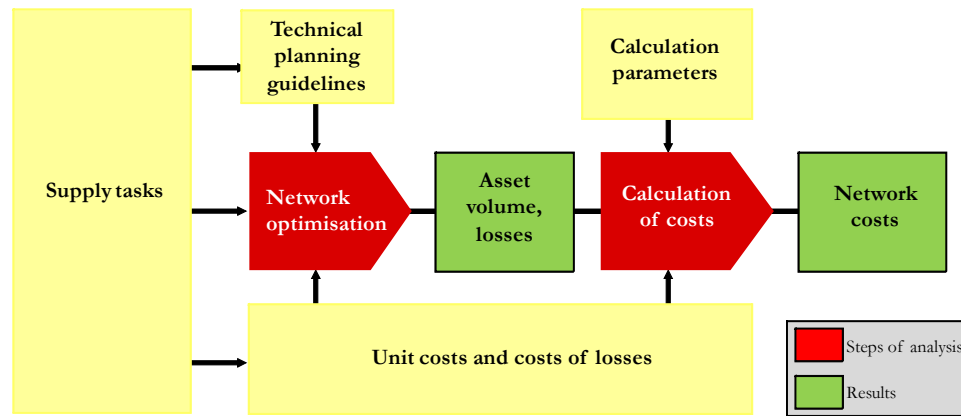 Supply tasks
Technical
planning
guidelines
Calculation
parameters
Network
optimisation
Asset
volume,
losses
Calculation
of costs
Network
costs
Unit costs and costs of losses
Steps of analysis
Results